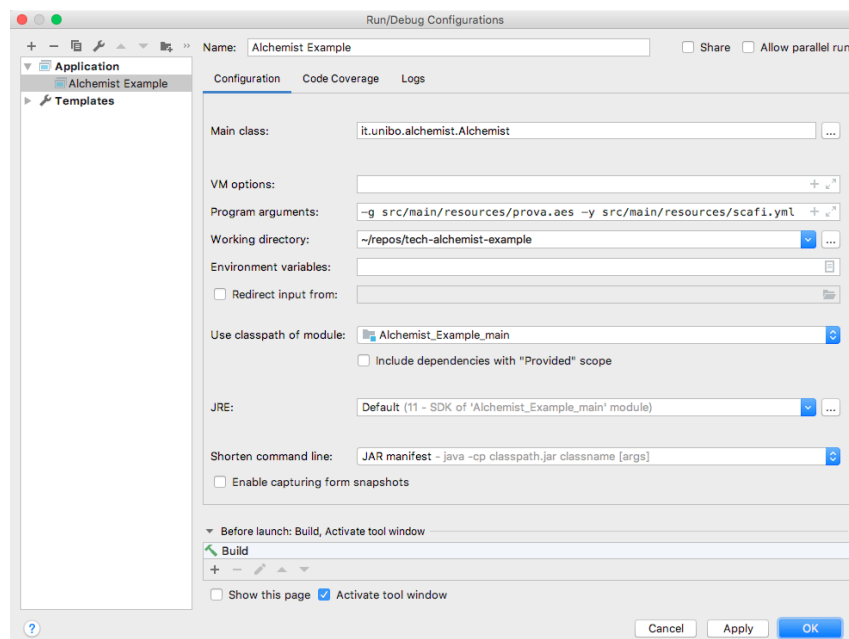 Run/Debug Configurations
Name: Alchemist Example Share Allow parallel run
Application
Alchemist Example
Templates
Configuration Code Coverage Logs
Main class: it.unibo.alchemist.Alchemist ...
VM options:
Program arguments: -g src/main/resources/prova.aes -y src/main/resources/scafi.yml
Working directory: ~/repos/tech-alchemist-example ...
Environment variables:
Redirect input from:
Use classpath of module: Alchemist_Example_main
Include dependencies with "Provided" scope
JRE: Default (11 - SDK of 'Alchemist_Example_main' module) ...
Shorten command line: JAR manifest - java -cp classpath.jar classname [args]
Enable capturing form snapshots
Before launch: Build, Activate tool window
Build
Show this page Activate tool window
? Cancel Apply OK